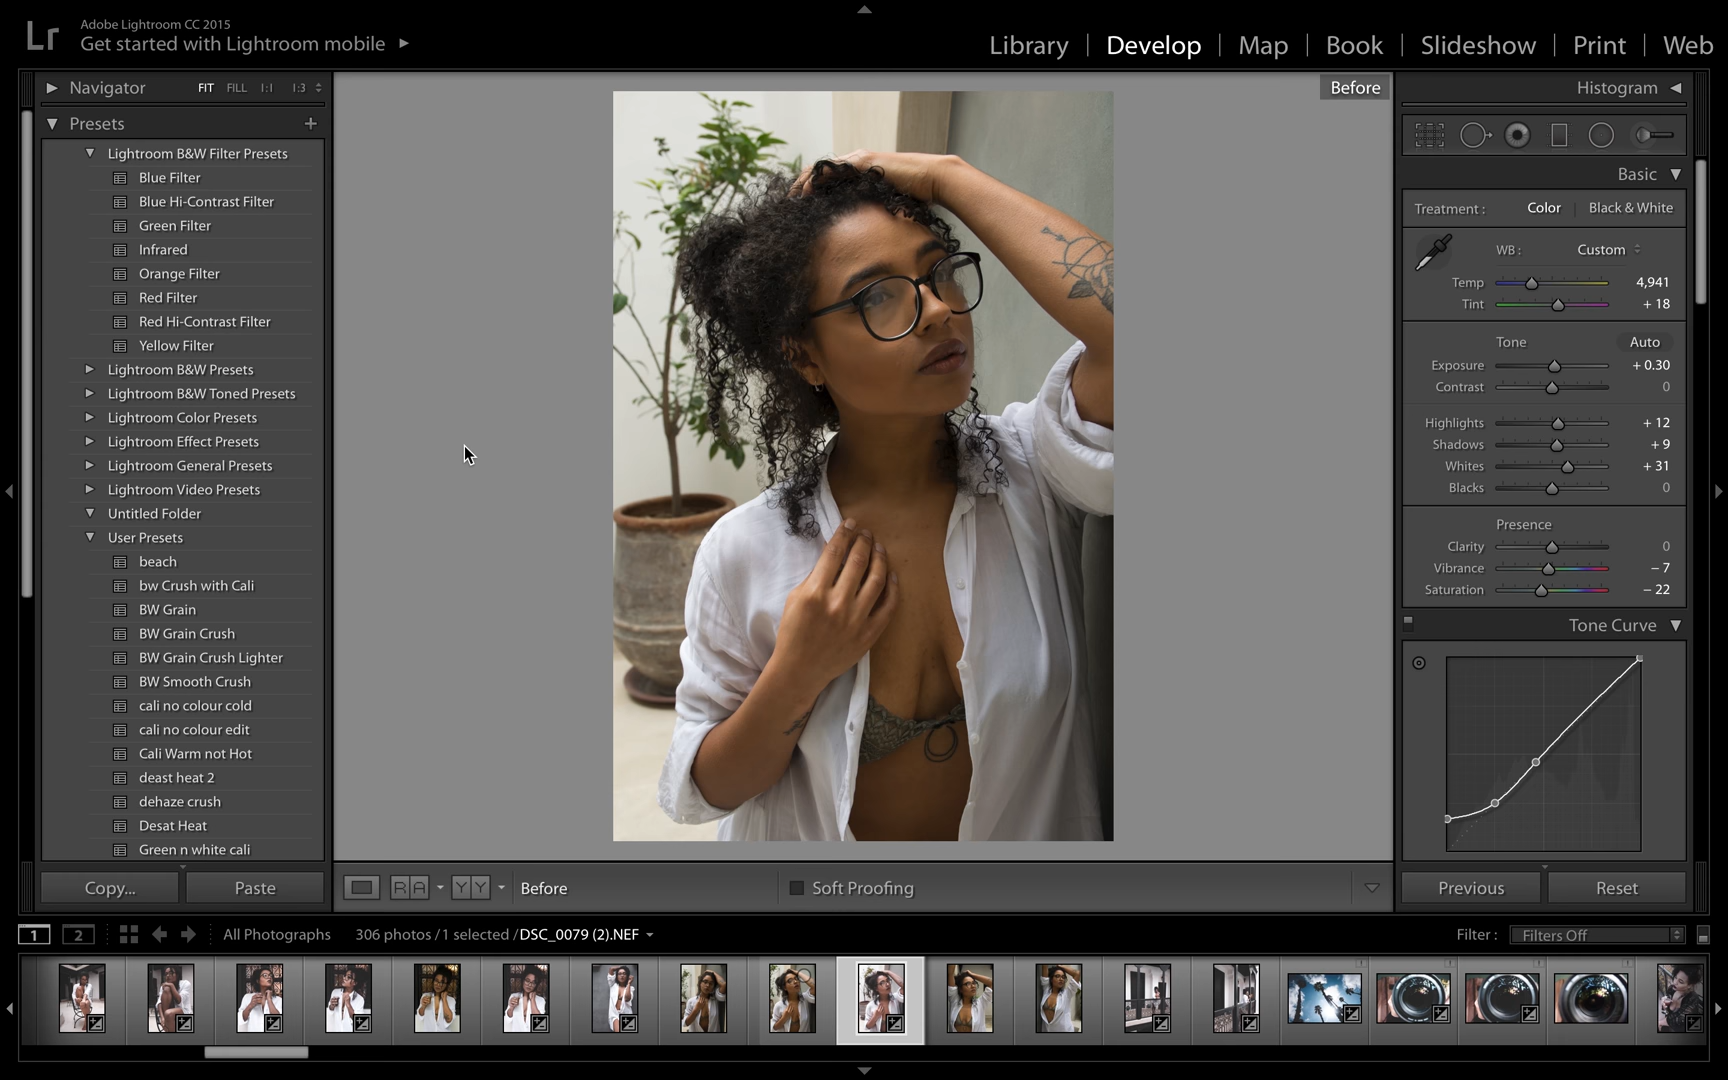 Lr
Adobe Lightroom CC 2015
Get started with Lightroom mobile
Library | Develop | Map | Book | Slideshow | Print | Web
Navigator FIT FILL 1:1 1:3
Presets +
Lightroom B&W Filter Presets
Blue Filter
Blue Hi-Contrast Filter
Green Filter
Infrared
Orange Filter
Red Filter
Red Hi-Contrast Filter
Yellow Filter
Lightroom B&W Presets
Lightroom B&W Toned Presets
Lightroom Color Presets
Lightroom Effect Presets
Lightroom General Presets
Lightroom Video Presets
Untitled Folder
User Presets
beach
bw Crush with Cali
BW Grain
BW Grain Crush
BW Grain Crush Lighter
BW Smooth Crush
cali no colour cold
cali no colour edit
Cali Warm not Hot
deast heat 2
dehaze crush
Desat Heat
Green n white cali
Copy... Paste
Before
Histogram
Basic
Treatment : Color | Black & White
WB : Custom
Temp 4,941
Tint + 18
Tone Auto
Exposure + 0.30
Contrast 0
Highlights + 12
Shadows + 9
Whites + 31
Blacks 0
Presence
Clarity 0
Vibrance – 7
Saturation – 22
Tone Curve
Previous Reset
R A Y Y Before Soft Proofing
1 2 All Photographs 306 photos / 1 selected / DSC_0079 (2).NEF Filter : Filters Off